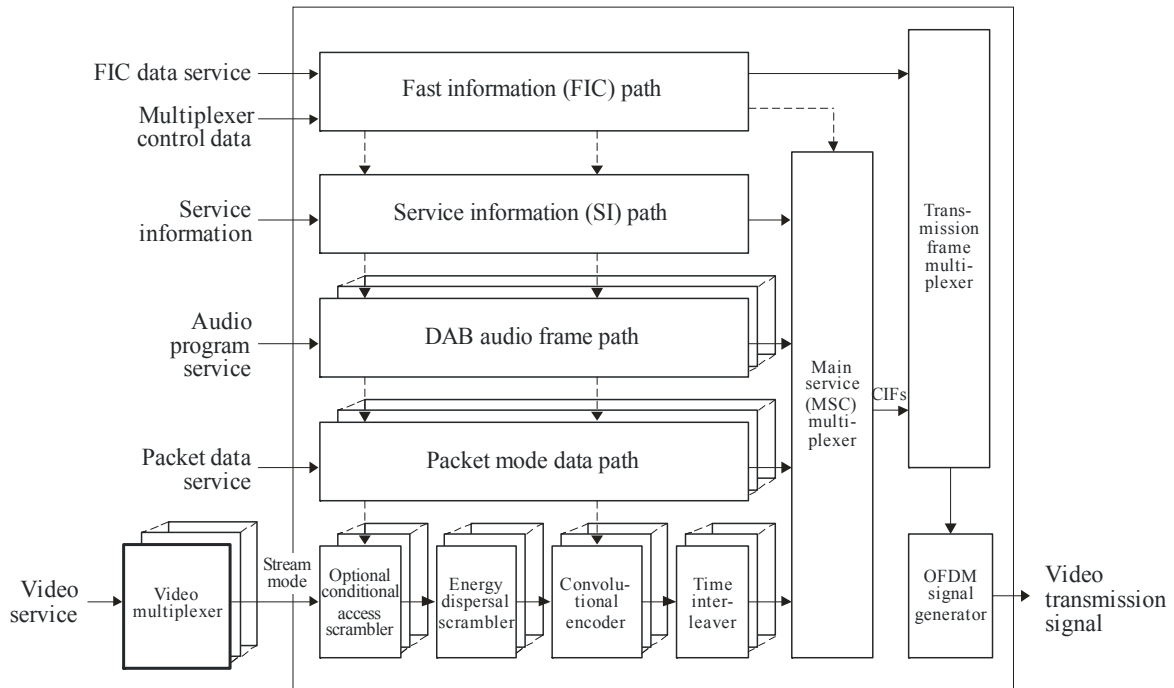 FIC data service
Fast information (FIC) path
Multiplexer
control data
Service
information
Service information (SI) path
Trans-
mission
frame
multi-
plexer
Audio
program
service
DAB audio frame path
Main
service
(MSC)
multi-
plexer
CIFs
Packet data
service
Packet mode data path
Video
service
Video
multiplexer
Stream
mode
Optional
conditional
access
scrambler
Energy
dispersal
scrambler
Convolu-
tional
encoder
Time
inter-
leaver
OFDM
signal
generator
Video
transmission
signal